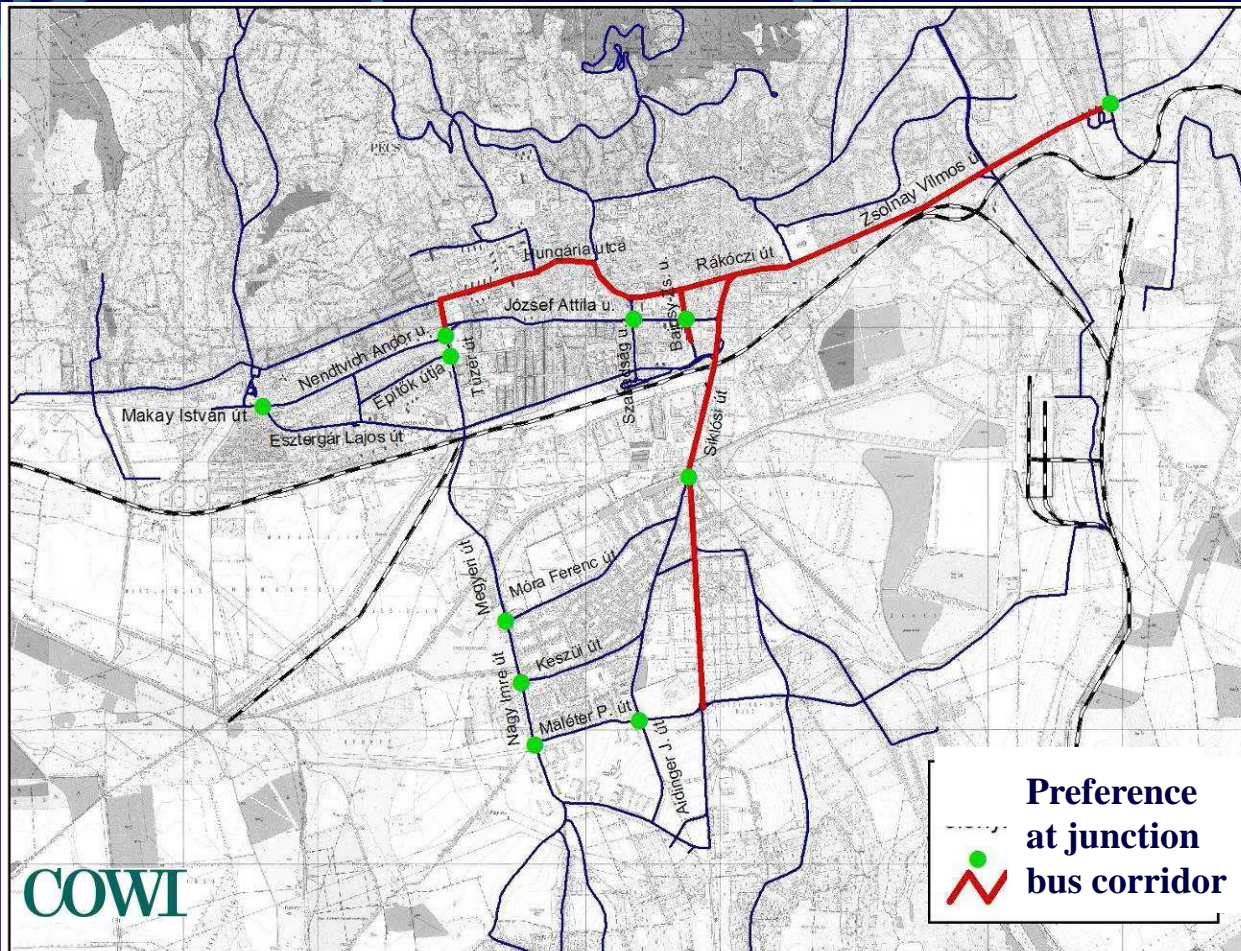 PÉCS
Zsolnay Vilmos ú.
Hungária utca
Rákóczi út
József Attila u.
Bajcsy-Zs. u.
Szabadság u.
Nendtvich Andor u.
Tüzér út
Építők útja
Makay István út
Esztergár Lajos út
Siklósi út
Megyeri út
Móra Ferenc út
Nagy Imre út
Keszüi út
Maléter P. út
Aidinger J. út
COWI
Preference
at junction
bus corridor